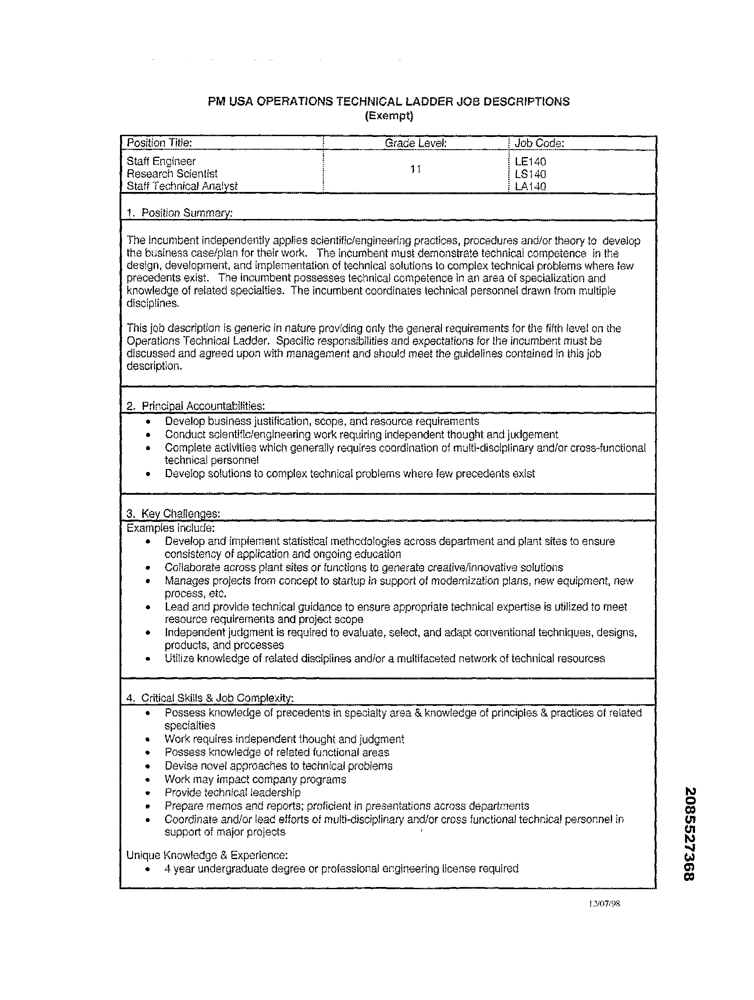 PM USA OPERATIONS TECHNICAL LADDER JOB DESCRIPTIONS
(Exempt)
Position Title: Grade Level: Job Code:
Staff Engineer LE140
Research Scientist 11 LS140
Staff Technical Analyst LA140
1. Position Summary:
The incumbent independently applies scientific/engineering practices, procedures and/or theory to develop
the business case/plan for their work. The incumbent must demonstrate technical competence in the
design, development, and implementation of technical solutions to complex technical problems where few
precedents exist. The incumbent possesses technical competence in an area of specialization and
knowledge of related specialties. The incumbent coordinates technical personnel drawn from multiple
disciplines.
This job description is generic in nature providing only the general requirements for the fifth level on the
Operations Technical Ladder. Specific responsibilities and expectations for the incumbent must be
discussed and agreed upon with management and should meet the guidelines contained in this job
description.
2. Principal Accountabilities:
• Develop business justification, scope, and resource requirements
• Conduct scientific/engineering work requiring independent thought and judgement
• Complete activities which generally requires coordination of multi-disciplinary and/or cross-functional
technical personnel
• Develop solutions to complex technical problems where few precedents exist
3. Key Challenges:
Examples include:
• Develop and implement statistical methodologies across department and plant sites to ensure
consistency of application and ongoing education
• Collaborate across plant sites or functions to generate creative/innovative solutions
• Manages projects from concept to startup in support of modernization plans, new equipment, new
process, etc.
• Lead and provide technical guidance to ensure appropriate technical expertise is utilized to meet
resource requirements and project scope
• Independent judgment is required to evaluate, select, and adapt conventional techniques, designs,
products, and processes
• Utilize knowledge of related disciplines and/or a multifaceted network of technical resources
4. Critical Skills & Job Complexity:
• Possess knowledge of precedents in specialty area & knowledge of principles & practices of related
specialties
• Work requires independent thought and judgment
• Possess knowledge of related functional areas
• Devise novel approaches to technical problems
• Work may impact company programs
• Provide technical leadership
• Prepare memos and reports; proficient in presentations across departments
• Coordinate and/or lead efforts of multi-disciplinary and/or cross functional technical personnel in
support of major projects
Unique Knowledge & Experience:
• 4 year undergraduate degree or professional engineering license required
12/07/98
2085527368